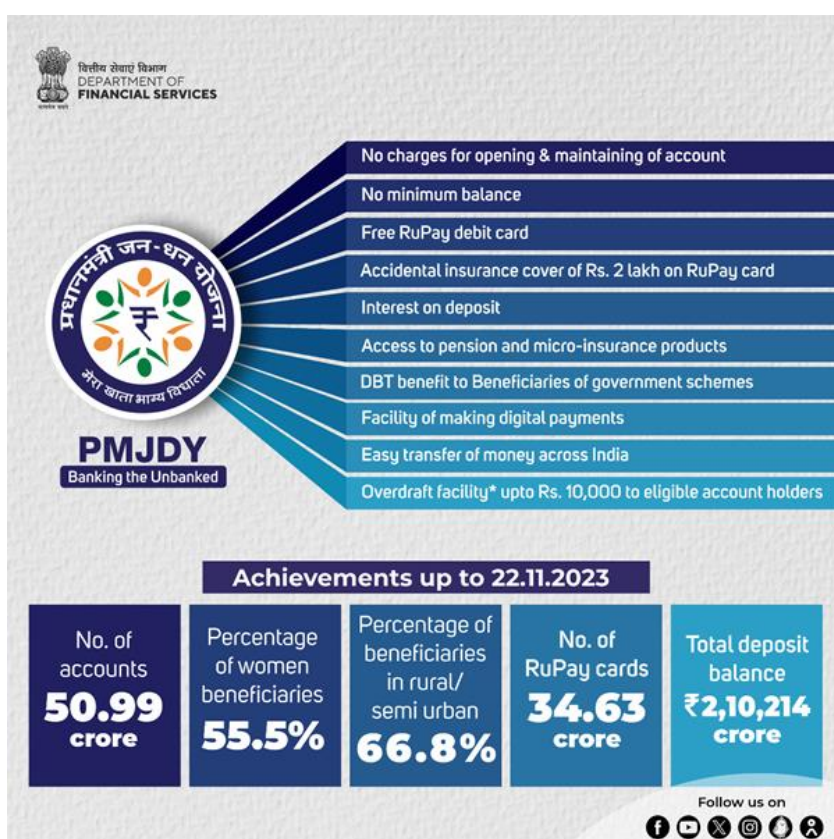 वित्तीय सेवाएं विभाग
DEPARTMENT OF
FINANCIAL SERVICES
सत्यमेव जयते
No charges for opening & maintaining of account
No minimum balance
Free RuPay debit card
Accidental insurance cover of Rs. 2 lakh on RuPay card
Interest on deposit
Access to pension and micro-insurance products
DBT benefit to Beneficiaries of government schemes
Facility of making digital payments
Easy transfer of money across India
Overdraft facility* upto Rs. 10,000 to eligible account holders
प्रधानमंत्री जन-धन योजना
₹
मेरा खाता भाग्य विधाता
PMJDY
Banking the Unbanked
Achievements up to 22.11.2023
No. of
accounts
50.99
crore
Percentage
of women
beneficiaries
55.5%
Percentage of
beneficiaries
in rural/
semi urban
66.8%
No. of
RuPay cards
34.63
crore
Total deposit
balance
₹2,10,214
crore
Follow us on